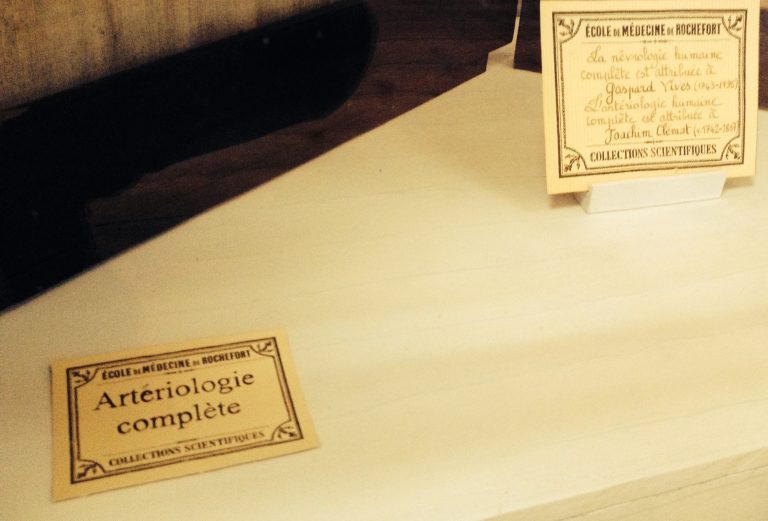 ÉCOLE DE MÉDECINE DE ROCHEFORT
La névrologie humaine
complète est attribuée à
Gaspard Vives
L'artériologie humaine
complète est attribuée à
Joachim Clémot
COLLECTIONS SCIENTIFIQUES
ÉCOLE DE MÉDECINE DE ROCHEFORT
Artériologie
complète
COLLECTIONS SCIENTIFIQUES